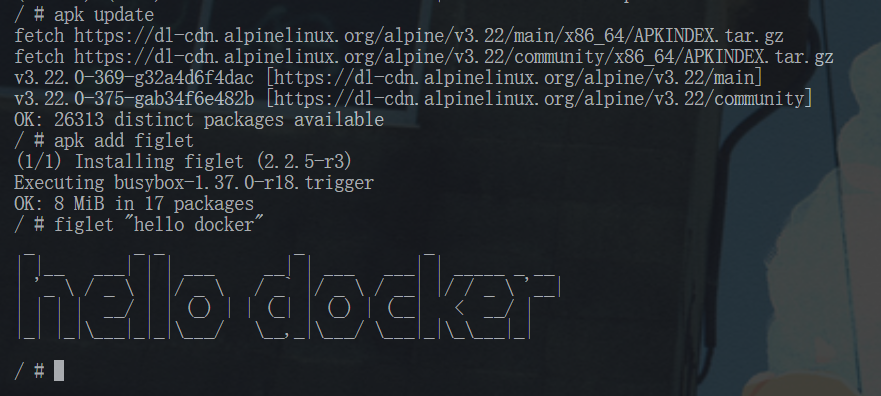 / # apk update
fetch https://dl-cdn.alpinelinux.org/alpine/v3.22/main/x86_64/APKINDEX.tar.gz
fetch https://dl-cdn.alpinelinux.org/alpine/v3.22/community/x86_64/APKINDEX.tar.gz
v3.22.0-369-g32a4d6f4dac [https://dl-cdn.alpinelinux.org/alpine/v3.22/main]
v3.22.0-375-gab34f6e482b [https://dl-cdn.alpinelinux.org/alpine/v3.22/community]
OK: 26313 distinct packages available
/ # apk add figlet
(1/1) Installing figlet (2.2.5-r3)
Executing busybox-1.37.0-r18.trigger
OK: 8 MiB in 17 packages
/ # figlet "hello docker"
hello docker
/ #